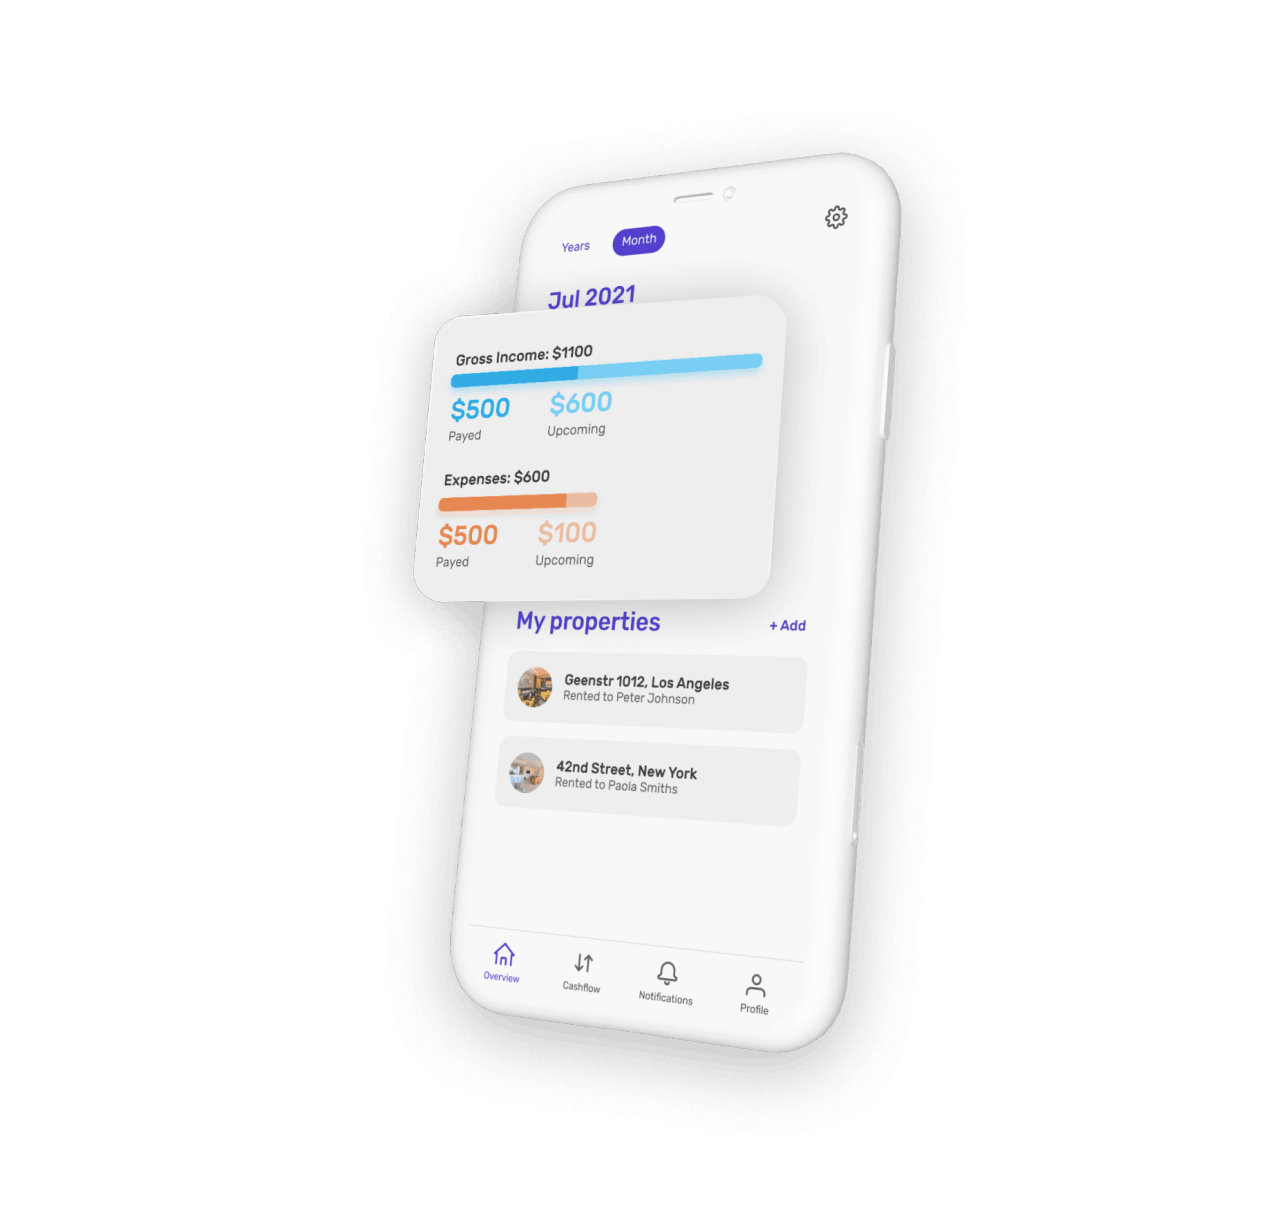 Years
Month
Jul 2021
Gross Income: $1100
$500 $600
Payed Upcoming
Expenses: $600
$500 $100
Payed Upcoming
My properties + Add
Geenstr 1012, Los Angeles
Rented to Peter Johnson
42nd Street, New York
Rented to Paola Smiths
Overview Cashflow Notifications Profile